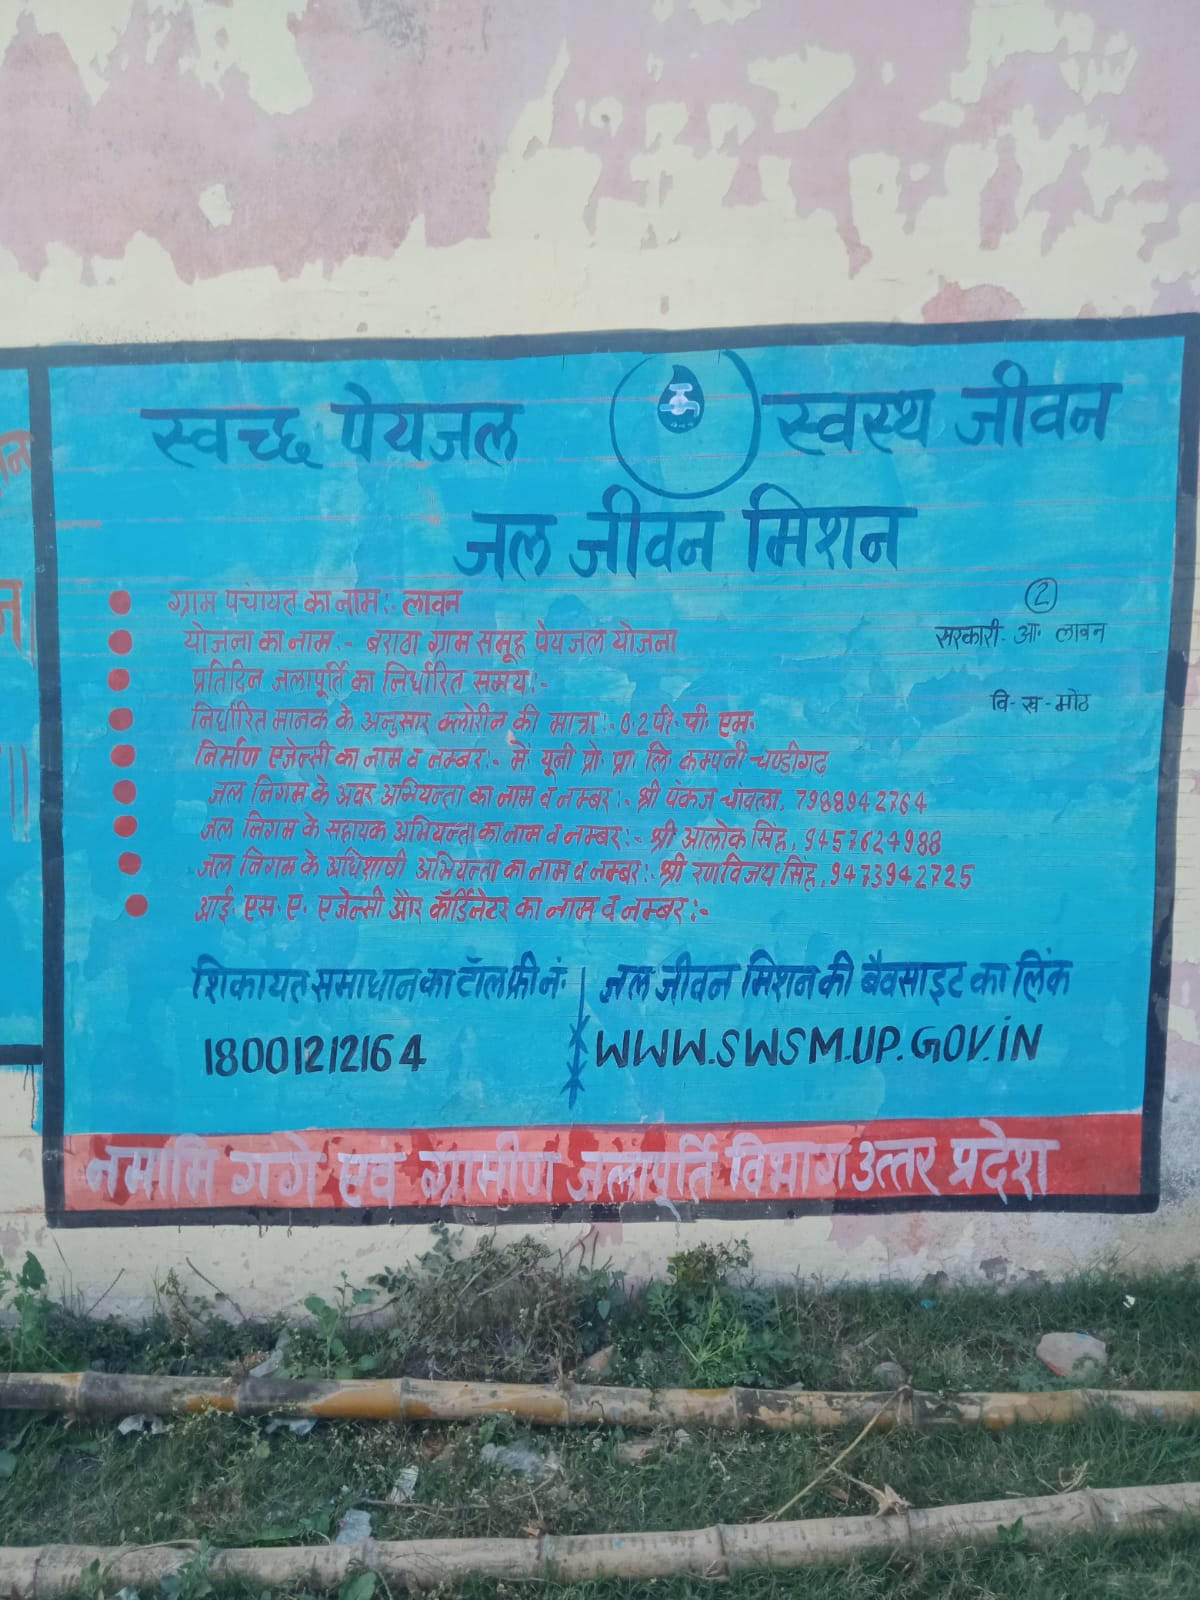 स्वच्छ पेयजल स्वस्थ जीवन
जल जीवन मिशन
②
ग्राम पंचायत का नाम:- लावन
सरकारी- आ॰ लावन
योजना का नाम:- बराठा ग्राम समूह पेयजल योजना
प्रतिदिन जलापूर्ति का निर्धारित समय:-
वि- ख- मोठ
निर्धारित मानक के अनुसार क्लोरीन की मात्रा:- 0.2 पी. पी. एम.
निर्माण एजेन्सी का नाम व नम्बर:- में. यूनी प्रो. प्रा. लि. कम्पनी चण्डीगढ़
जल निगम के अवर अभियन्ता का नाम व नम्बर:- श्री पंकज चांवला, 7988942764
जल निगम के सहायक अभियन्ता का नाम व नम्बर:- श्री आलोक सिंह, 9457624988
जल निगम के अधिशाषी अभियन्ता का नाम व नम्बर:- श्री रणविजय सिंह, 9473942725
आई. एस. ए. एजेन्सी और कॉर्डिनेटर का नाम व नम्बर:-
शिकायत समाधान का टॉल फ्री नं.
18001212164
जल जीवन मिशन की बैवसाइट का लिंक
WWW.SWSM.UP.GOV.iN
नमामि गंगे एवं ग्रामीण जलापूर्ति विभाग उत्तर प्रदेश